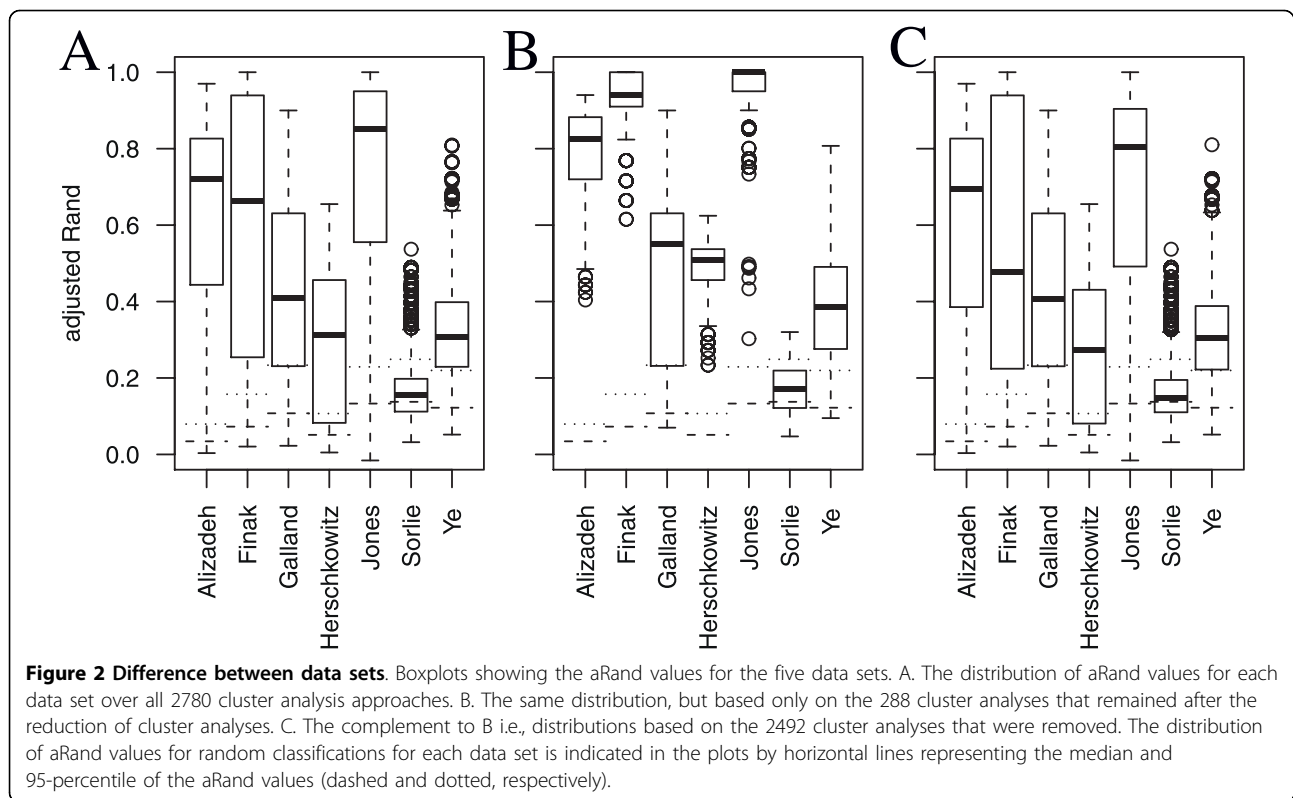 A
B
C
adjusted Rand
1.0
0.8
0.6
0.4
0.2
0.0
Alizadeh
Finak
Galland
Herschkowitz
Jones
Sorlie
Ye
Alizadeh
Finak
Galland
Herschkowitz
Jones
Sorlie
Ye
Alizadeh
Finak
Galland
Herschkowitz
Jones
Sorlie
Ye
Figure 2 Difference between data sets. Boxplots showing the aRand values for the five data sets. A. The distribution of aRand values for each
data set over all 2780 cluster analysis approaches. B. The same distribution, but based only on the 288 cluster analyses that remained after the
reduction of cluster analyses. C. The complement to B i.e., distributions based on the 2492 cluster analyses that were removed. The distribution
of aRand values for random classifications for each data set is indicated in the plots by horizontal lines representing the median and
95-percentile of the aRand values (dashed and dotted, respectively).